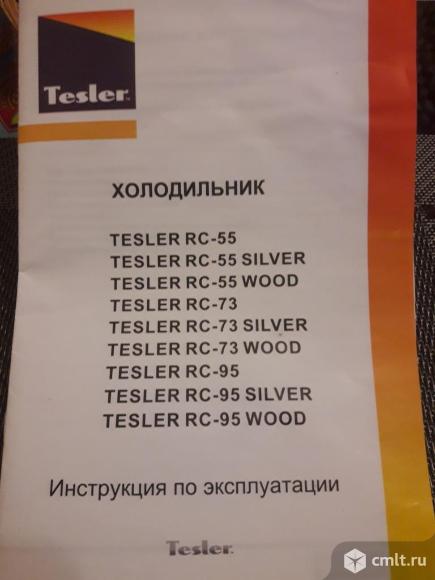 Tesler
ХОЛОДИЛЬНИК
TESLER RC-55
TESLER RC-55 SILVER
TESLER RC-55 WOOD
TESLER RC-73
TESLER RC-73 SILVER
TESLER RC-73 WOOD
TESLER RC-95
TESLER RC-95 SILVER
TESLER RC-95 WOOD
Инструкция по эксплуатации
Tesler
cmlt.ru